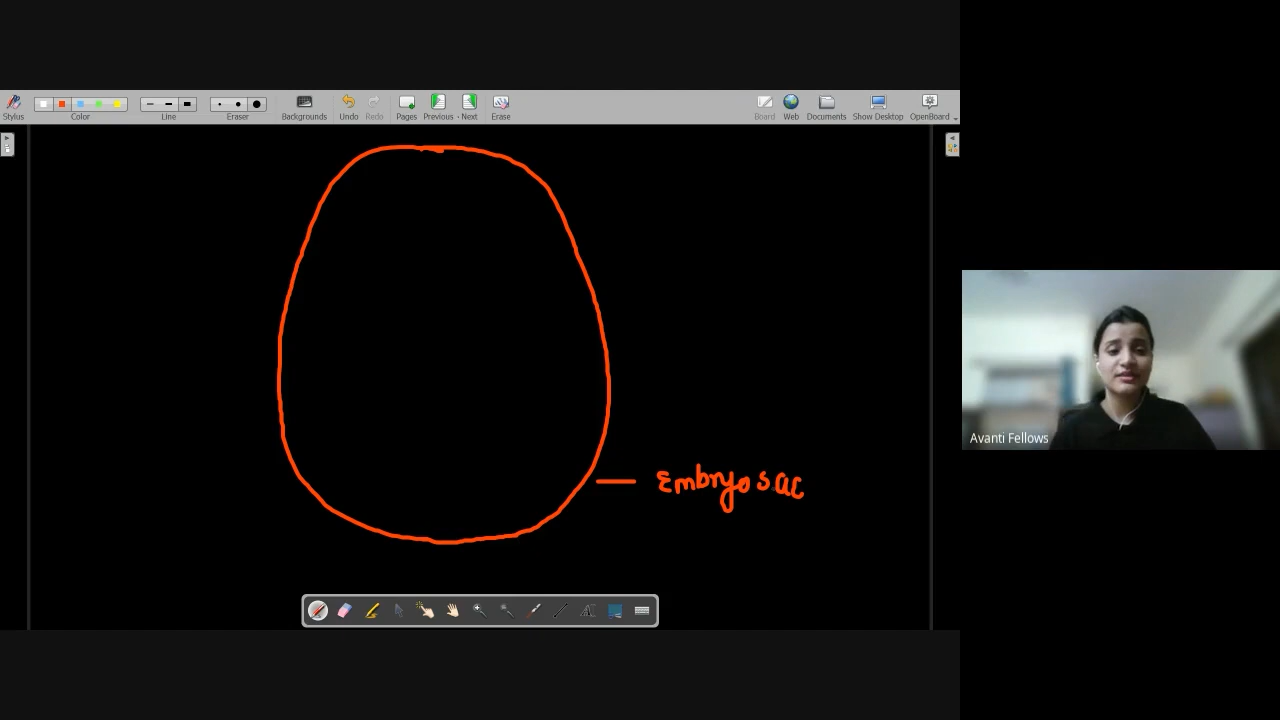 Stylus
Color
Line
Eraser
Backgrounds
Undo
Redo
Pages
Previous
Next
Erase
Board
Web
Documents
Show Desktop
OpenBoard
Embryo sac
Avanti Fellows